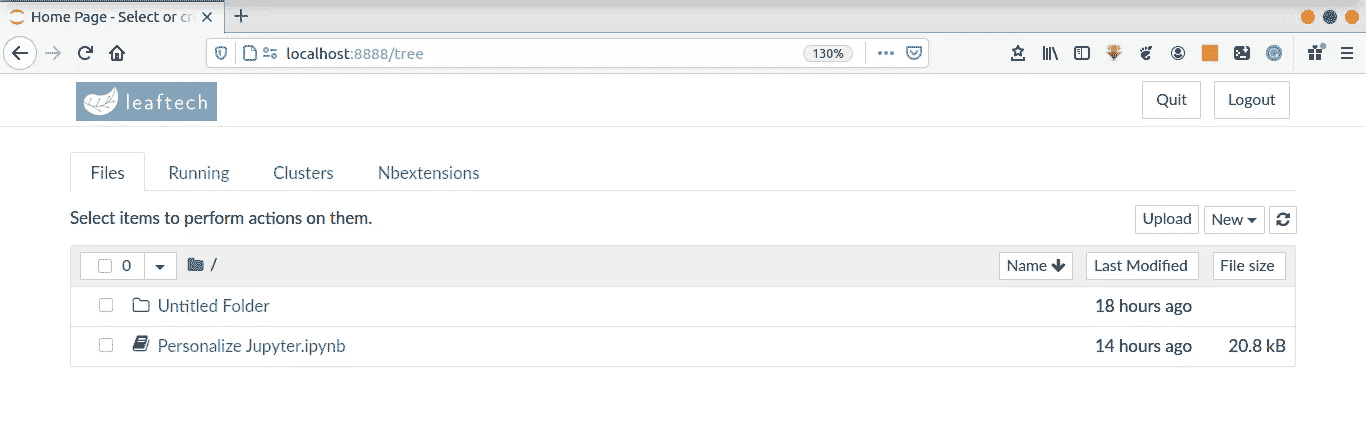 Home Page - Select or cr
localhost:8888/tree
130%
leaftech
Quit
Logout
Files
Running
Clusters
Nbextensions
Select items to perform actions on them.
Upload
New
0
/
Name
Last Modified
File size
Untitled Folder
18 hours ago
Personalize Jupyter.ipynb
14 hours ago
20.8 kB